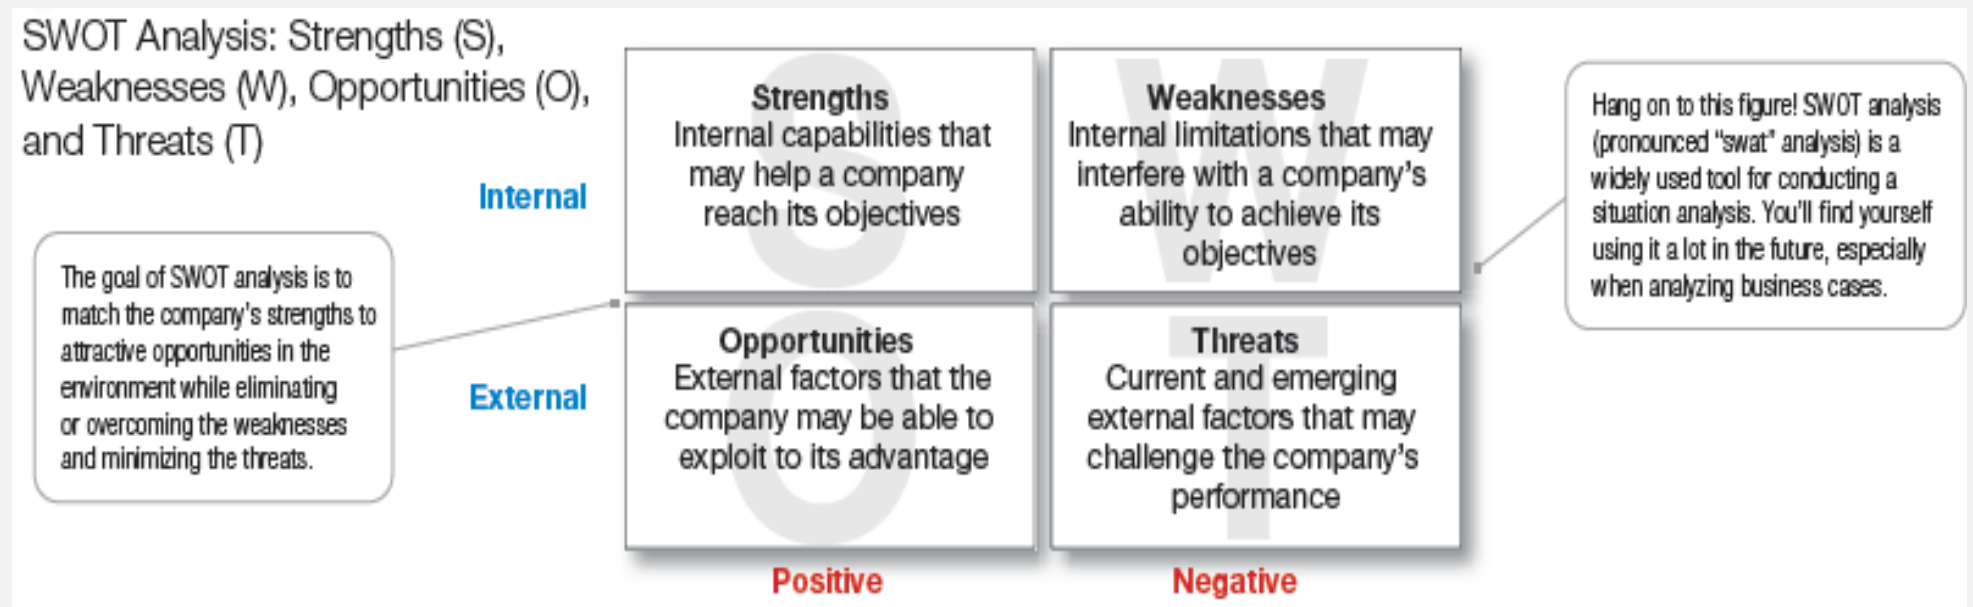 SWOT Analysis: Strengths (S),
Weaknesses (W), Opportunities (O),
and Threats (T)
Internal
External
The goal of SWOT analysis is to
match the company's strengths to
attractive opportunities in the
environment while eliminating
or overcoming the weaknesses
and minimizing the threats.
S
Strengths
Internal capabilities that
may help a company
reach its objectives
W
Weaknesses
Internal limitations that may
interfere with a company's
ability to achieve its
objectives
O
Opportunities
External factors that the
company may be able to
exploit to its advantage
T
Threats
Current and emerging
external factors that may
challenge the company's
performance
Positive
Negative
Hang on to this figure! SWOT analysis
(pronounced "swat" analysis) is a
widely used tool for conducting a
situation analysis. You'll find yourself
using it a lot in the future, especially
when analyzing business cases.